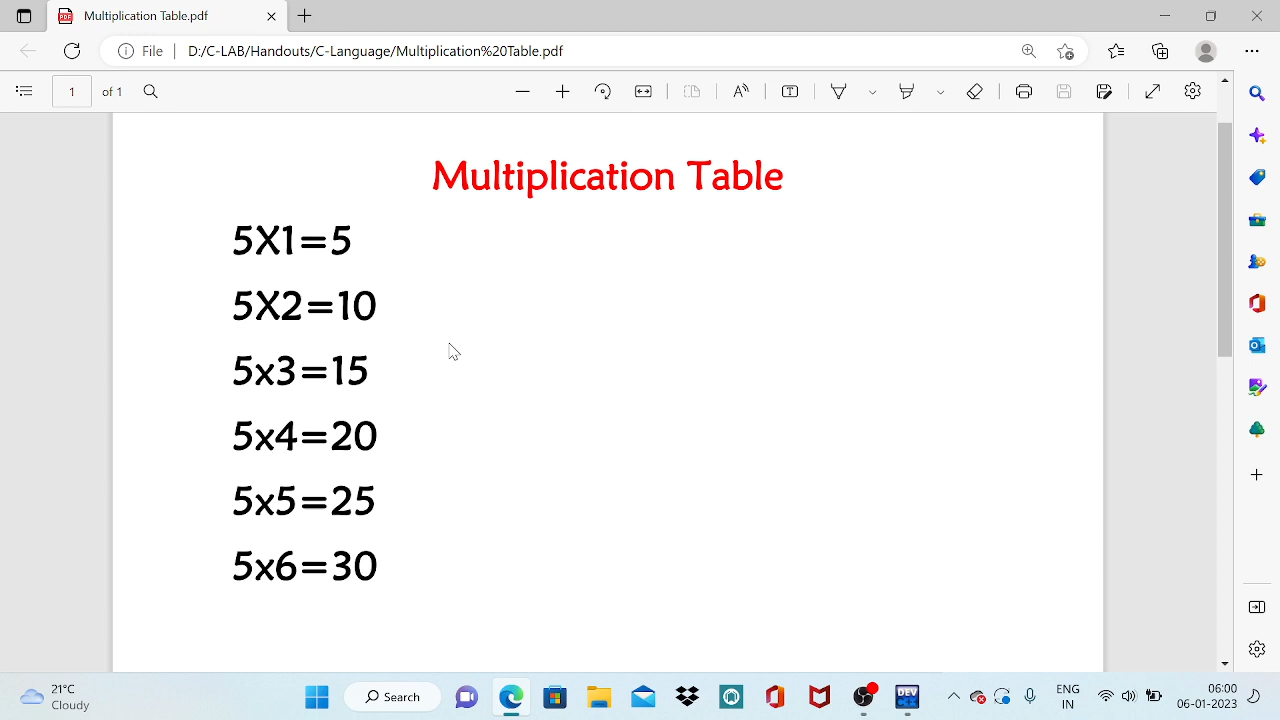 Multiplication Table.pdf
File D:/C-LAB/Handouts/C-Language/Multiplication%20Table.pdf
1 of 1
Multiplication Table
5X1=5
5X2=10
5x3=15
5x4=20
5x5=25
5x6=30
21°C
Cloudy
Search
DEV
ENG
IN
06:00
06-01-2023